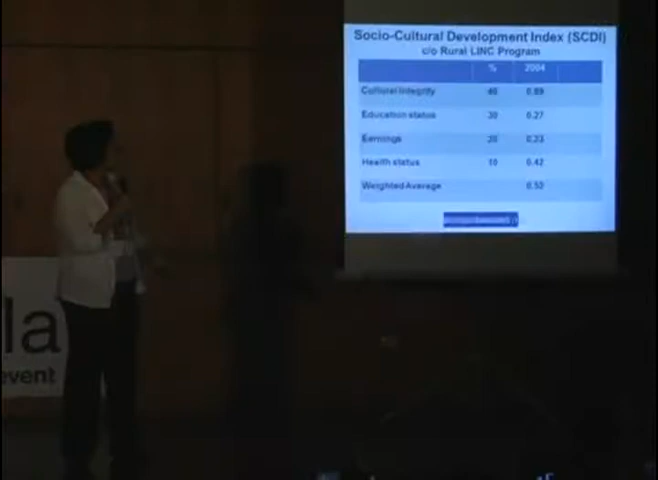 Socio-Cultural Development Index (SCDI)
c/o Rural LINC Program
% 2004
Cultural Integrity 40 0.89
Education status 30 0.27
Earnings 20 0.23
Health status 10 0.42
Weighted Average 0.52
la
event